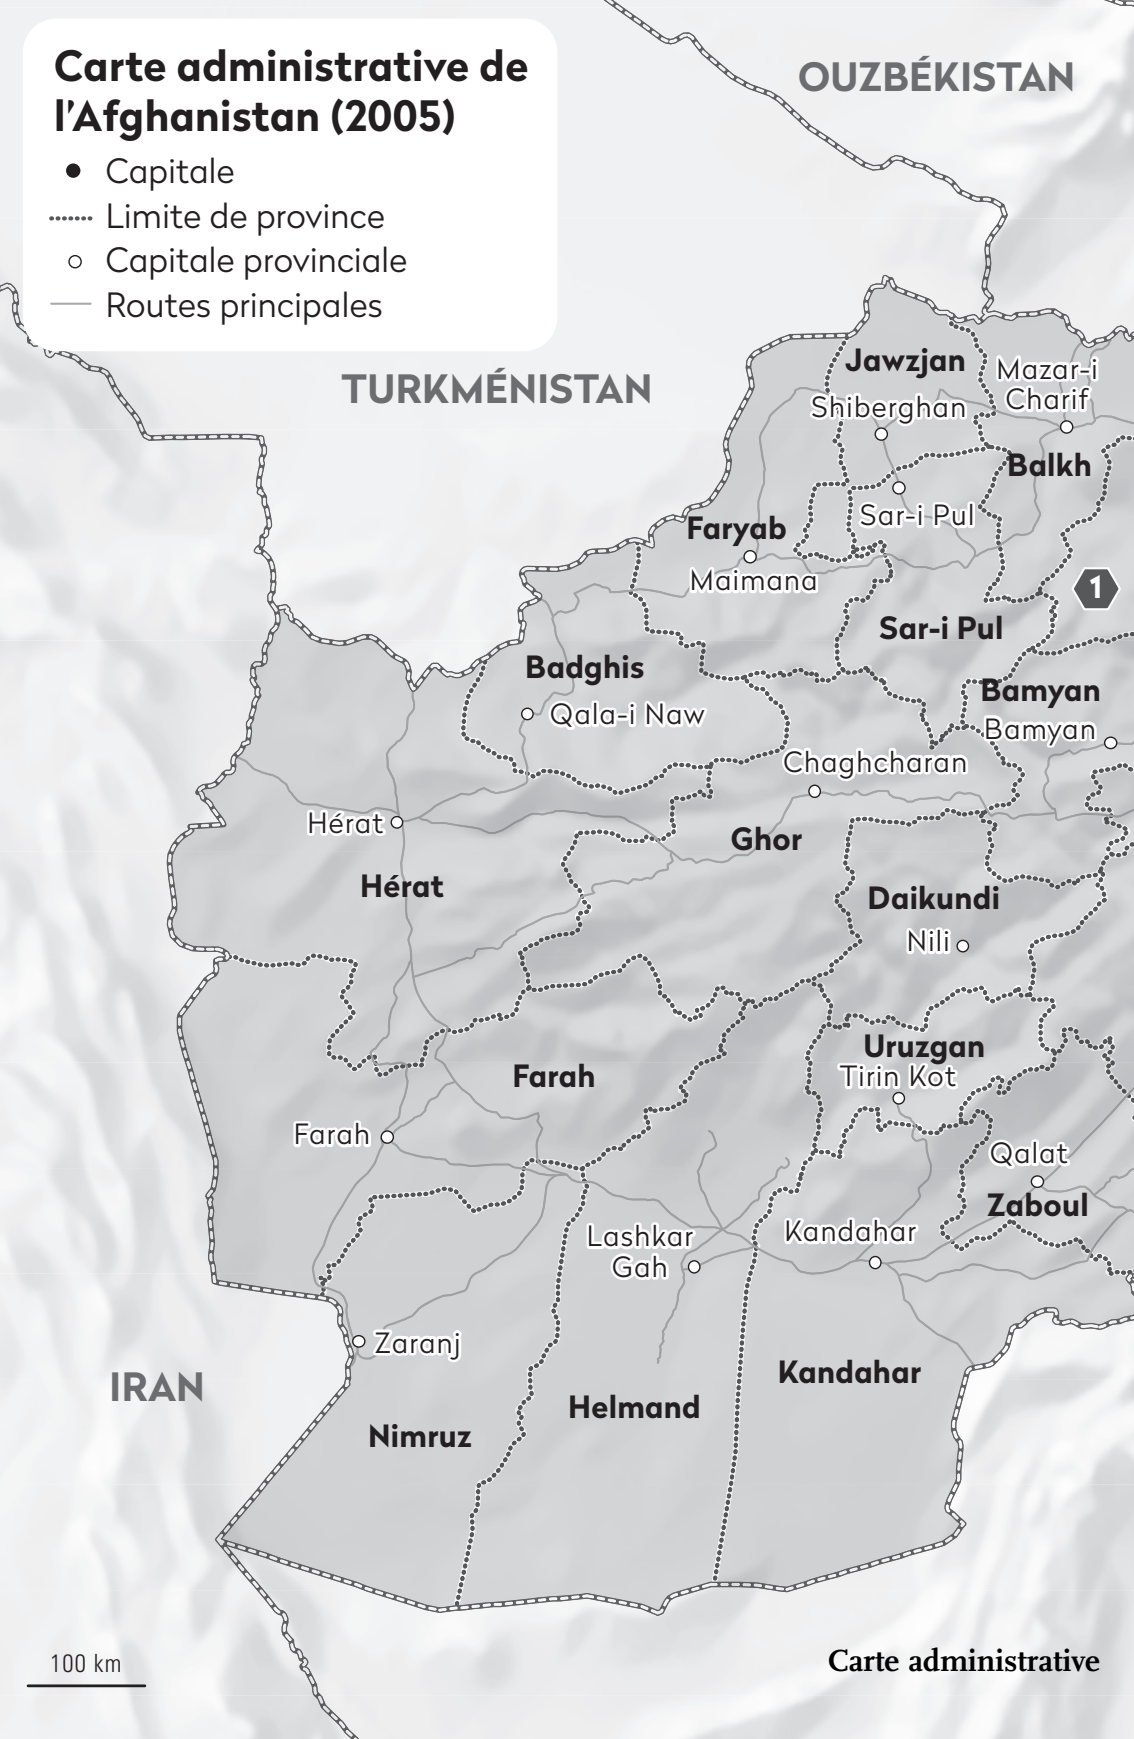 Carte administrative de
l'Afghanistan (2005)
Capitale
Limite de province
Capitale provinciale
Routes principales
OUZBÉKISTAN
TURKMÉNISTAN
Jawzjan
Mazar-i
Charif
Shiberghan
Balkh
Sar-i Pul
Faryab
Maimana
1
Sar-i Pul
Badghis
Qala-i Naw
Bamyan
Bamyan
Chaghcharan
Hérat
Ghor
Hérat
Daikundi
Nili
Uruzgan
Tirin Kot
Farah
Farah
Qalat
Zaboul
Lashkar
Gah
Kandahar
Zaranj
IRAN
Kandahar
Helmand
Nimruz
100 km
Carte administrative